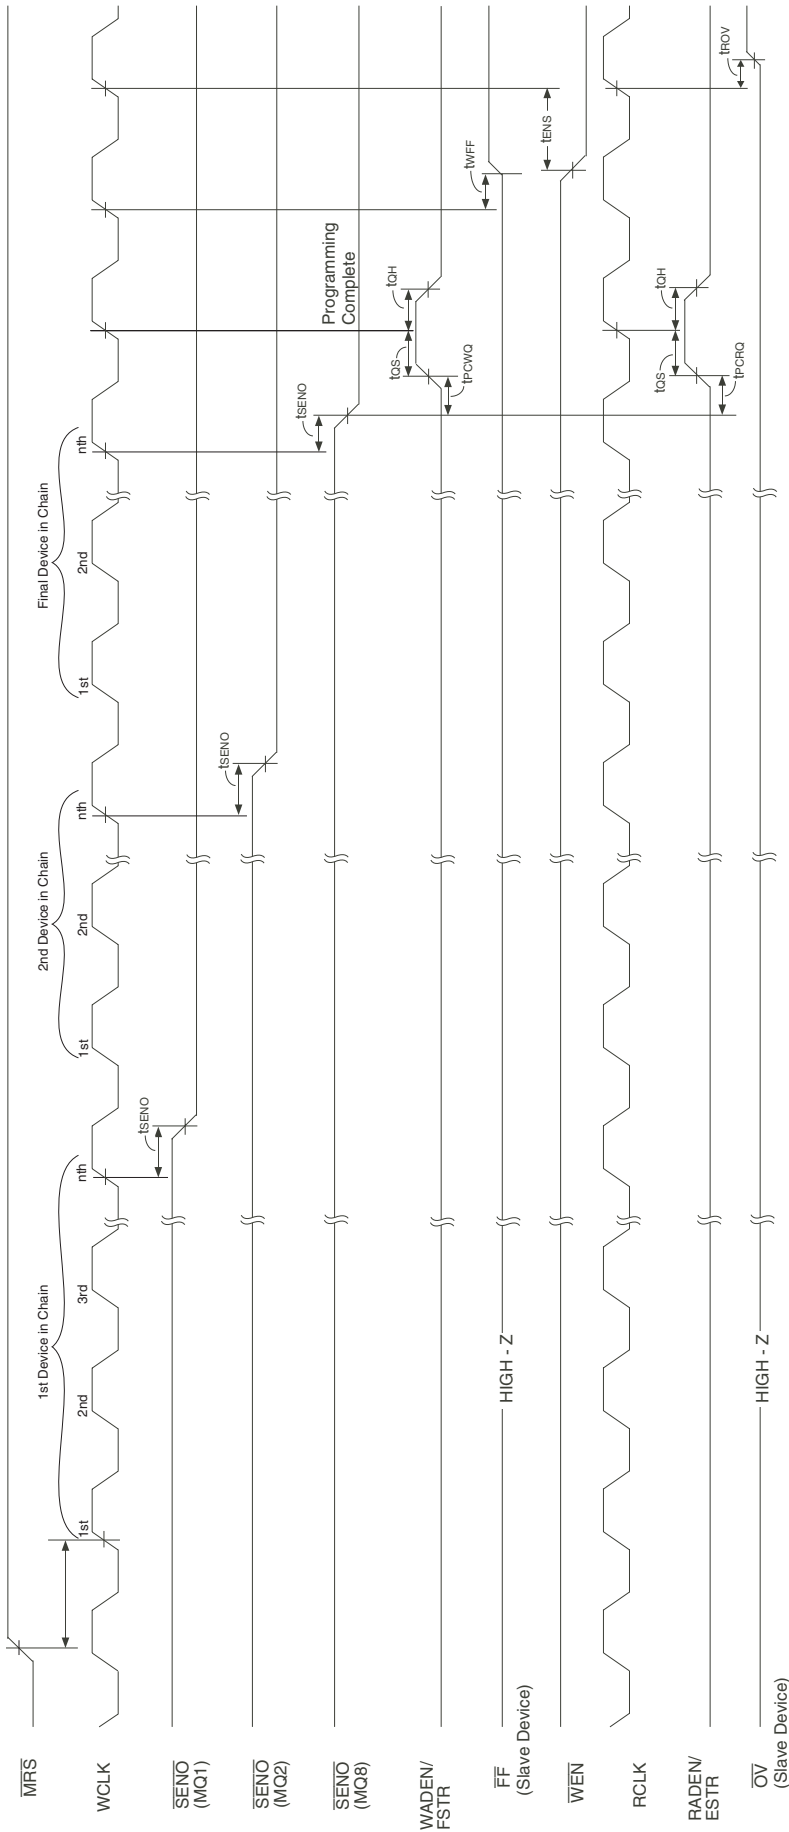 MRS
1st Device in Chain
2nd Device in Chain
Final Device in Chain
WCLK
1st
2nd
3rd
nth
1st
2nd
nth
1st
2nd
nth
SENO
(MQ1)
tSENO
SENO
(MQ2)
tSENO
SENO
(MQ8)
tSENO
Programming
Complete
WADEN/
FSTR
tPCWQ
tQS
tQH
FF
(Slave Device)
HIGH - Z
tWFF
WEN
tENS
RCLK
RADEN/
ESTR
tPCRQ
tQS
tQH
OV
(Slave Device)
HIGH - Z
tROV